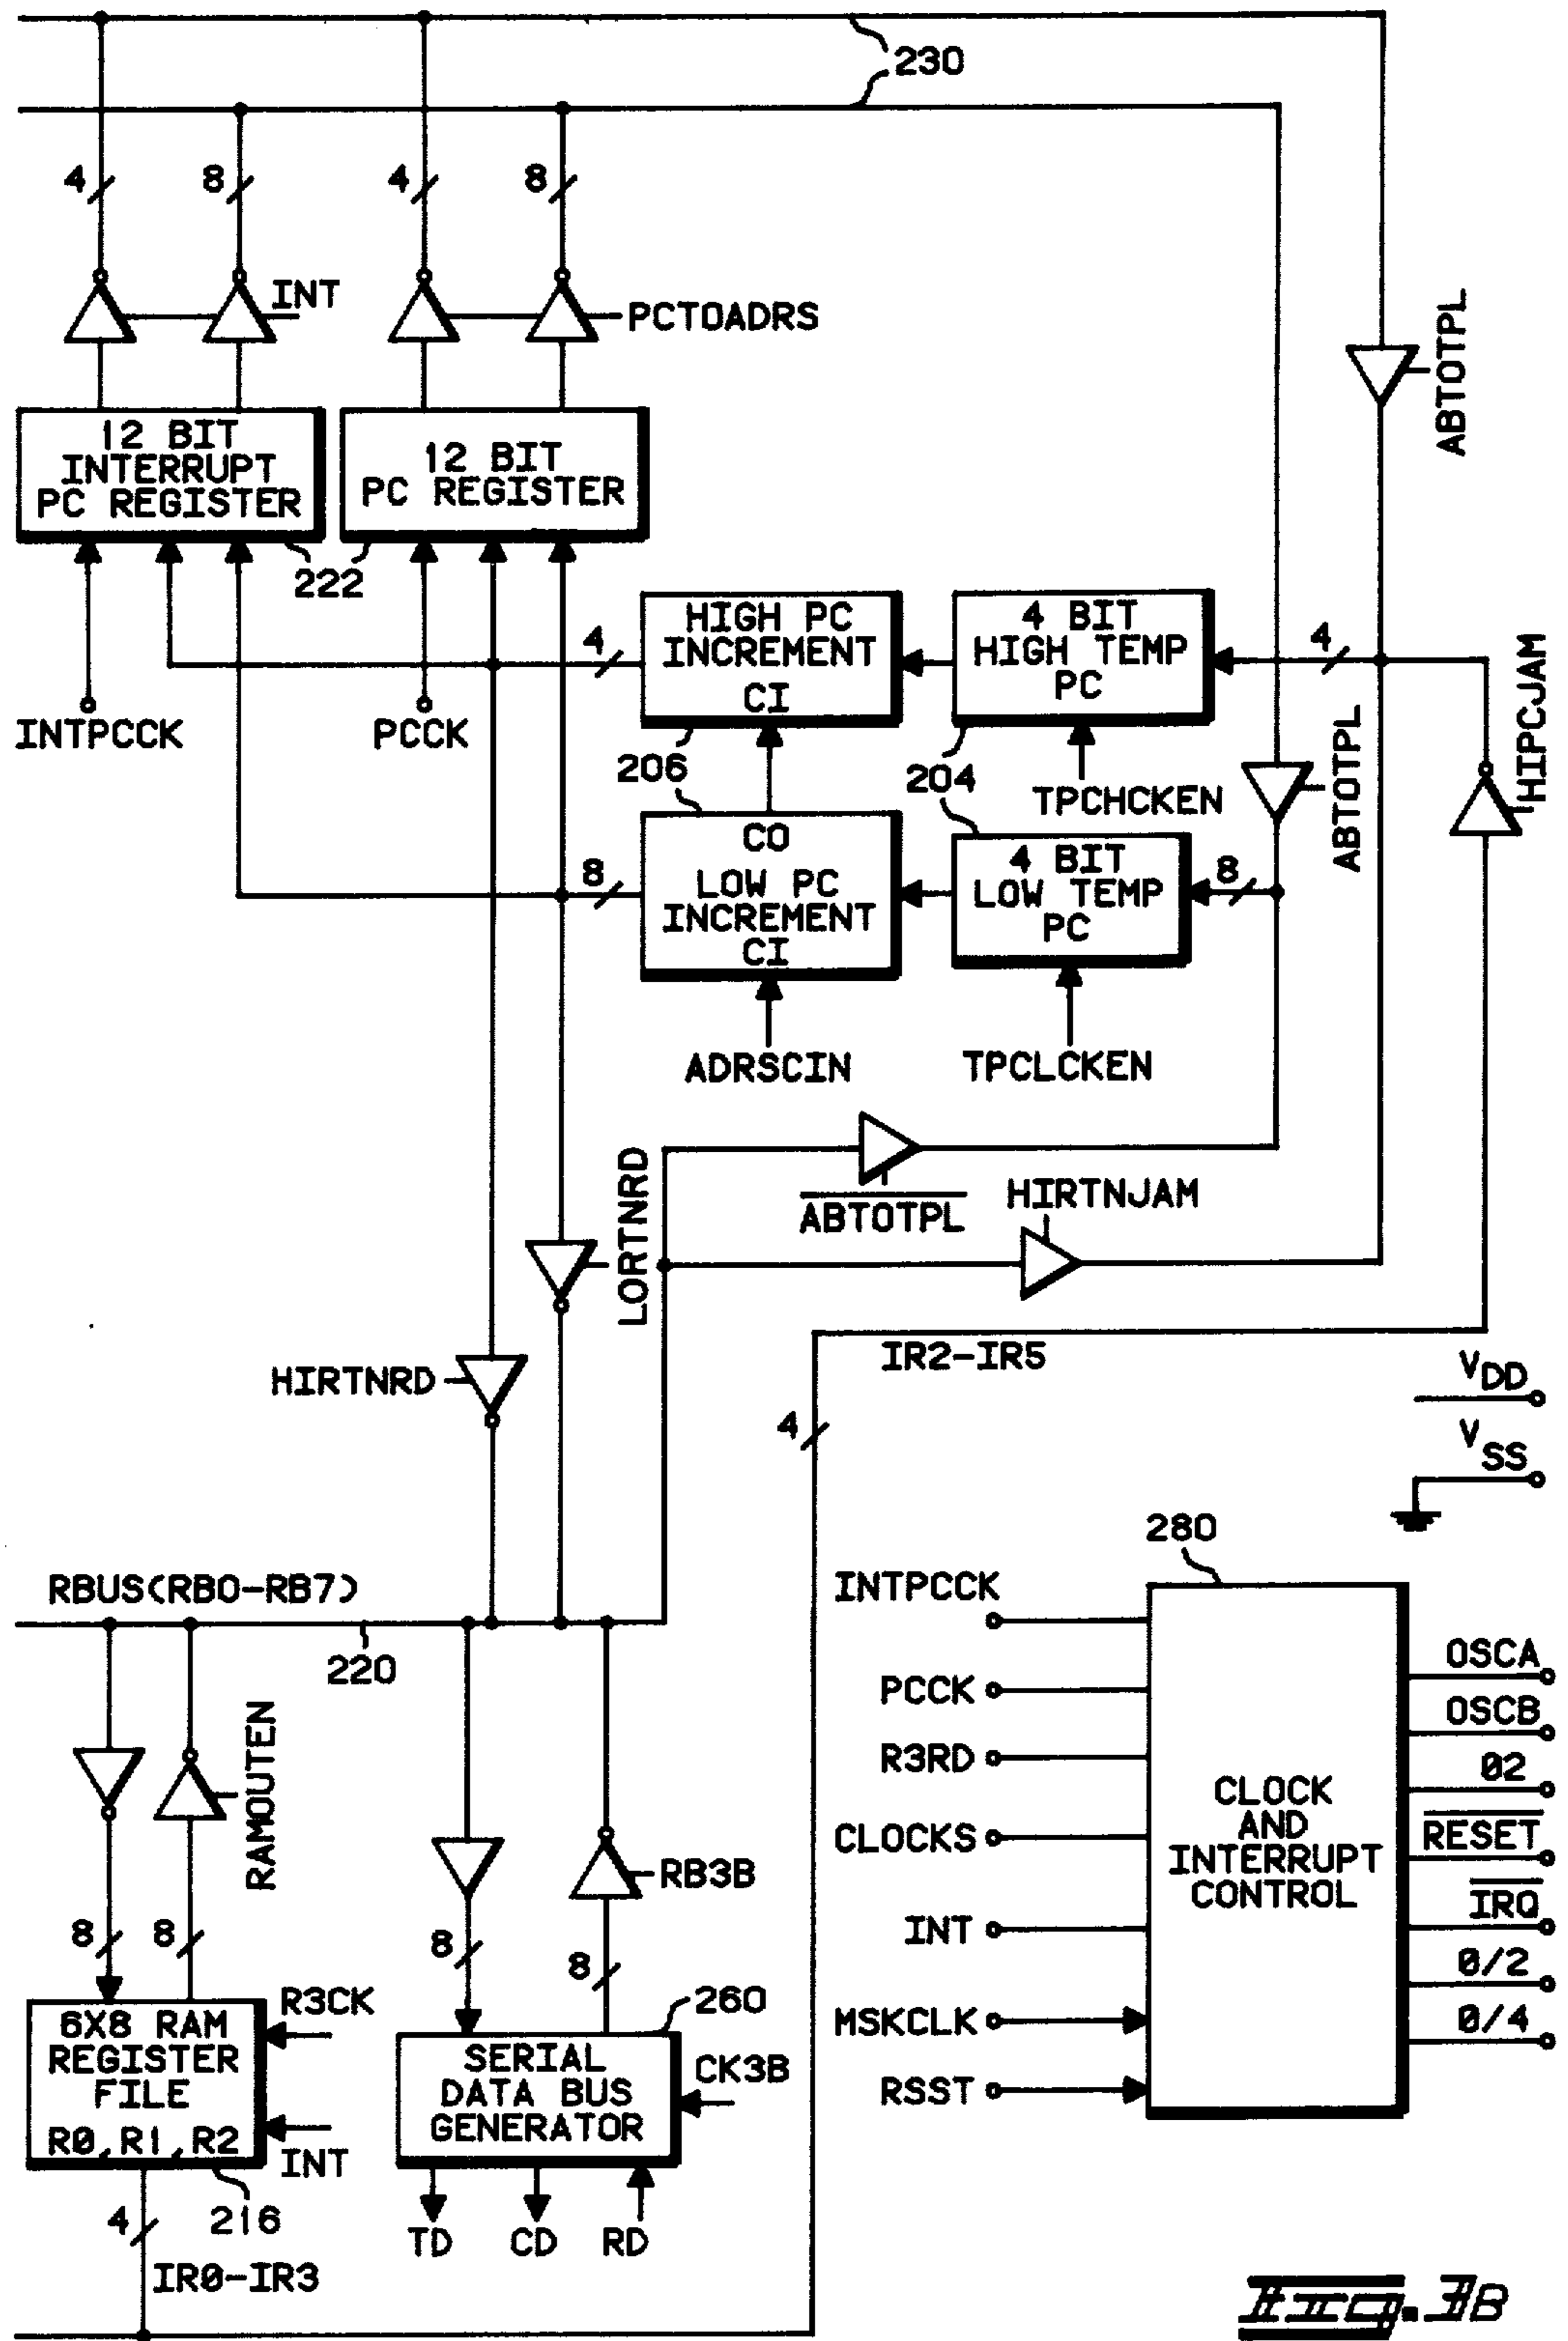 230
4
8
4
8
INT
PCTOADRS
ABTOTPL
12 BIT
INTERRUPT
PC REGISTER
12 BIT
PC REGISTER
222
HIGH PC
INCREMENT
CI
4 BIT
HIGH TEMP
PC
4
4
HIPCJAM
INTPCCK
PCCK
206
204
TPCHCKEN
ABTOTPL
CO
LOW PC
INCREMENT
CI
4 BIT
LOW TEMP
PC
8
8
ADRSCIN
TPCLCKEN
LORTNRD
ABTOTPL
HIRTNJAM
HIRTNRD
IR2-IR5
4
VDD
VSS
280
RBUS(RB0-RB7)
220
RAMOUTEN
RB3B
8
8
8
8
INTPCCK
PCCK
R3RD
CLOCKS
INT
MSKCLK
RSST
CLOCK
AND
INTERRUPT
CONTROL
OSCA
OSCB
02
RESET
IRQ
0/2
0/4
6X8 RAM
REGISTER
FILE
R0,R1,R2
R3CK
INT
260
SERIAL
DATA BUS
GENERATOR
CK3B
216
4
TD
CD
RD
IR0-IR3
Fig. 3B